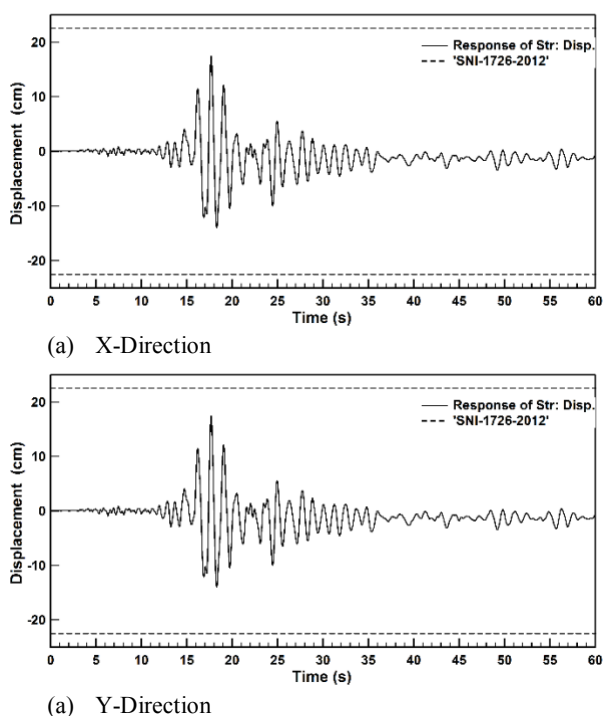 20
10
0
-10
-20
Displacement (cm)
Response of Str: Disp.
'SNI-1726-2012'
0 5 10 15 20 25 30 35 40 45 50 55 60
Time (s)
(a) X-Direction
20
10
0
-10
-20
Displacement (cm)
Response of Str: Disp.
'SNI-1726-2012'
0 5 10 15 20 25 30 35 40 45 50 55 60
Time (s)
(a) Y-Direction